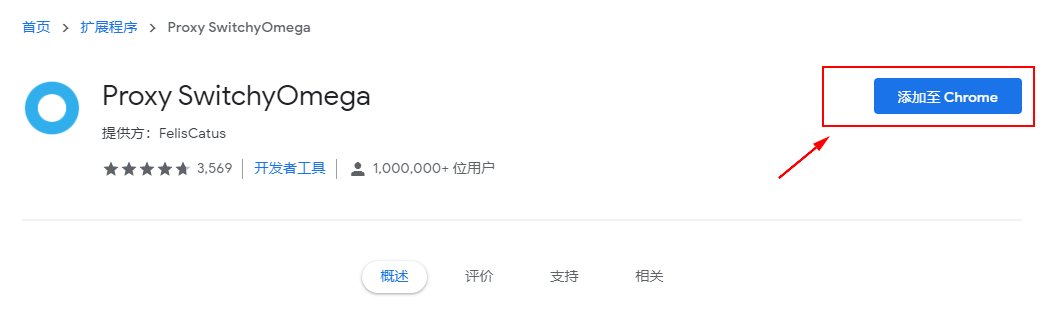 首页 > 扩展程序 > Proxy SwitchyOmega
Proxy SwitchyOmega
添加至 Chrome
提供方: FelisCatus
3,569 开发者工具 1,000,000+ 位用户
概述 评价 支持 相关